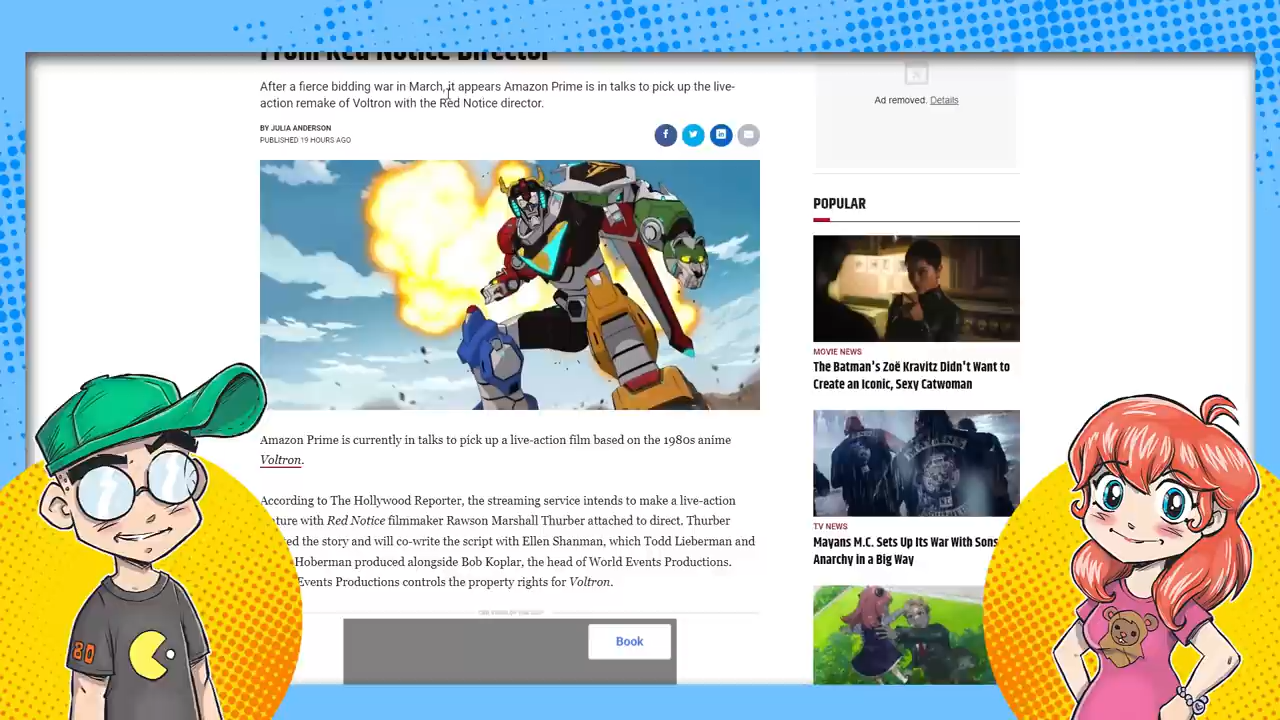 From Red Notice Director
After a fierce bidding war in March, it appears Amazon Prime is in talks to pick up the live-
action remake of Voltron with the Red Notice director.
BY JULIA ANDERSON
PUBLISHED 19 HOURS AGO
Amazon Prime is currently in talks to pick up a live-action film based on the 1980s anime
Voltron.
According to The Hollywood Reporter, the streaming service intends to make a live-action
ture with Red Notice filmmaker Rawson Marshall Thurber attached to direct. Thurber
ed the story and will co-write the script with Ellen Shanman, which Todd Lieberman and
Hoberman produced alongside Bob Koplar, the head of World Events Productions.
Events Productions controls the property rights for Voltron.
Book
Ad removed. Details
POPULAR
MOVIE NEWS
The Batman's Zoë Kravitz Didn't Want to
Create an Iconic, Sexy Catwoman
MAYANS
TV NEWS
Mayans M.C. Sets Up Its War With Sons
Anarchy in a Big Way
80